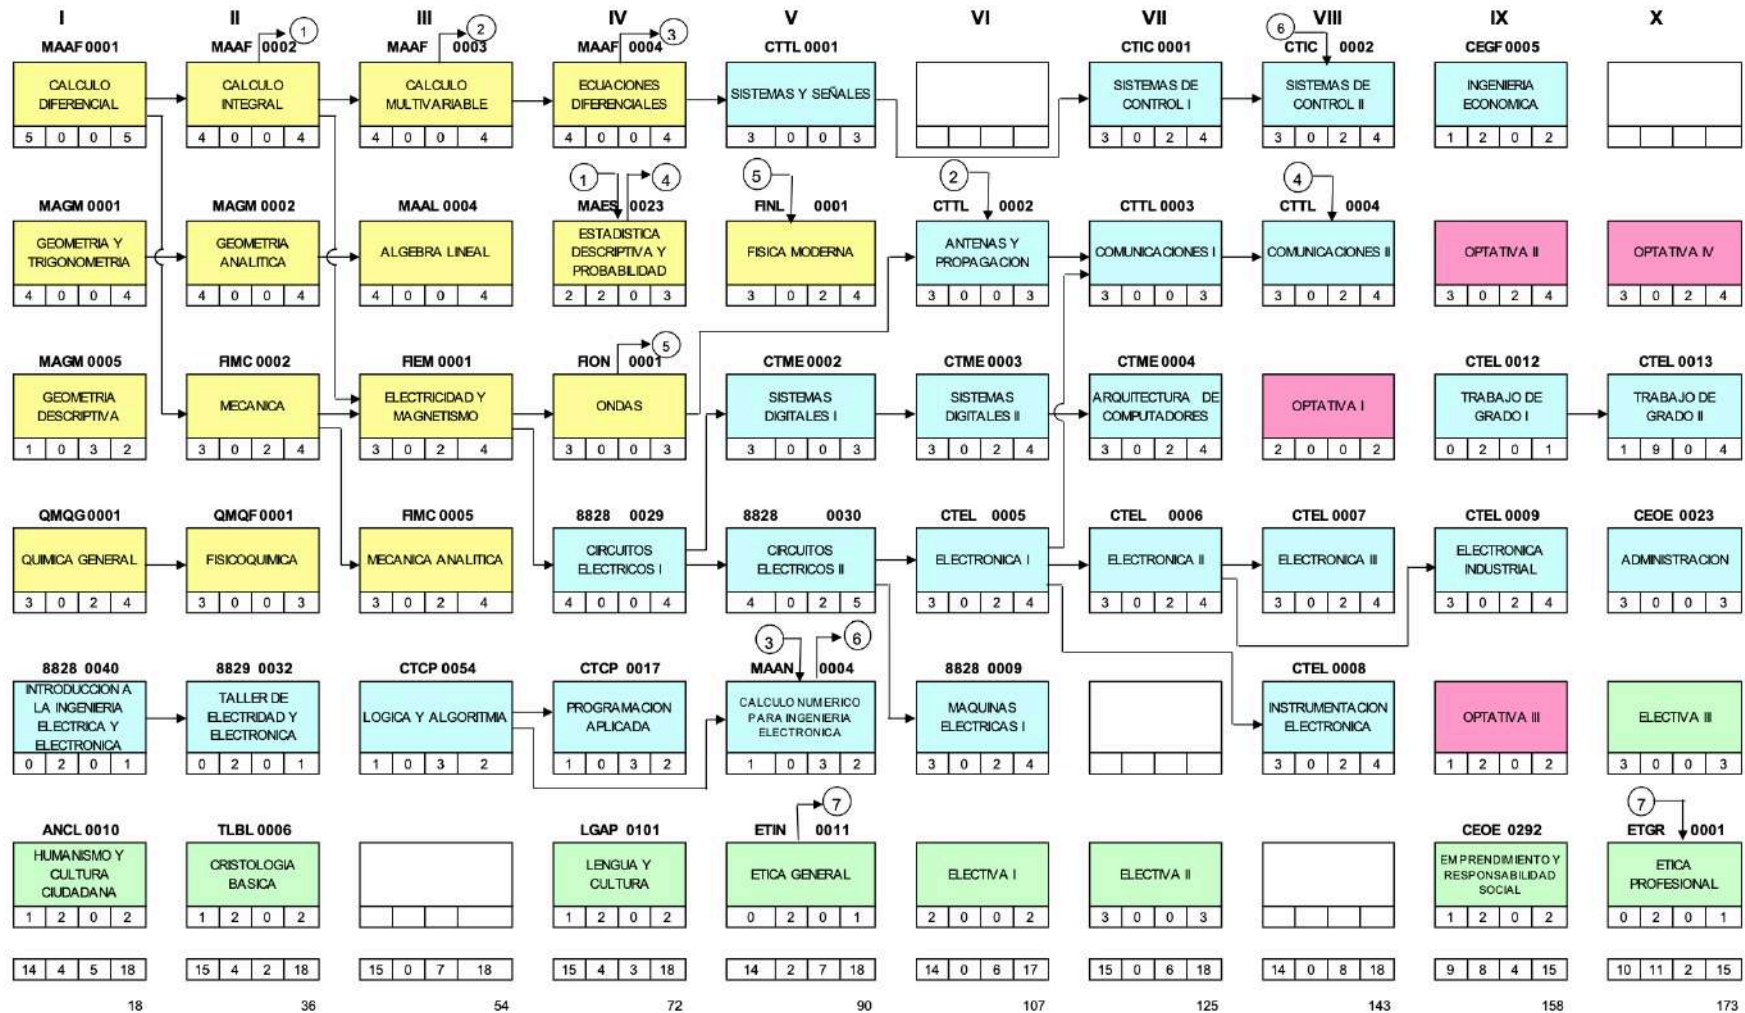 I II III IV V VI VII VIII IX X
1 2 3 6
MAAF 0001 MAAF 0002 MAAF 0003 MAAF 0004 CTTL 0001 CTIC 0001 CTIC 0002 CEGF 0005
CALCULO DIFERENCIAL
5 0 0 5
CALCULO INTEGRAL
4 0 0 4
CALCULO MULTIVARIABLE
4 0 0 4
ECUACIONES DIFERENCIALES
4 0 0 4
SISTEMAS Y SEÑALES
3 0 0 3
SISTEMAS DE CONTROL I
3 0 2 4
SISTEMAS DE CONTROL II
3 0 2 4
INGENIERIA ECONOMICA
1 2 0 2
1 4 5 2 4
MAGM 0001 MAGM 0002 MAAL 0004 MAES 0023 FINL 0001 CTTL 0002 CTTL 0003 CTTL 0004
GEOMETRIA Y TRIGONOMETRIA
4 0 0 4
GEOMETRIA ANALITICA
4 0 0 4
ALGEBRA LINEAL
4 0 0 4
ESTADISTICA DESCRIPTIVA Y PROBABILIDAD
2 2 0 3
FISICA MODERNA
3 0 2 4
ANTENAS Y PROPAGACION
3 0 0 3
COMUNICACIONES I
3 0 0 3
COMUNICACIONES II
3 0 2 4
OPTATIVA II
3 0 2 4
OPTATIVA IV
3 0 2 4
5
MAGM 0005 FIMC 0002 FIEM 0001 FION 0001 CTME 0002 CTME 0003 CTME 0004 CTEL 0012 CTEL 0013
GEOMETRIA DESCRIPTIVA
1 0 3 2
MECANICA
3 0 2 4
ELECTRICIDAD Y MAGNETISMO
3 0 2 4
ONDAS
3 0 0 3
SISTEMAS DIGITALES I
3 0 0 3
SISTEMAS DIGITALES II
3 0 2 4
ARQUITECTURA DE COMPUTADORES
3 0 2 4
OPTATIVA I
2 0 0 2
TRABAJO DE GRADO I
0 2 0 1
TRABAJO DE GRADO II
1 9 0 4
QMQG 0001 QMQF 0001 FIMC 0005 8828 0029 8828 0030 CTEL 0005 CTEL 0006 CTEL 0007 CTEL 0009 CEOE 0023
QUIMICA GENERAL
3 0 2 4
FISICOQUIMICA
3 0 0 3
MECANICA ANALITICA
3 0 2 4
CIRCUITOS ELECTRICOS I
4 0 0 4
CIRCUITOS ELECTRICOS II
4 0 2 5
ELECTRONICA I
3 0 2 4
ELECTRONICA II
3 0 2 4
ELECTRONICA III
3 0 2 4
ELECTRONICA INDUSTRIAL
3 0 2 4
ADMINISTRACION
3 0 0 3
3 6
8828 0040 8829 0032 CTCP 0054 CTCP 0017 MAAN 0004 8828 0009 CTEL 0008
INTRODUCCION A LA INGENIERIA ELECTRICA Y ELECTRONICA
0 2 0 1
TALLER DE ELECTRIDAD Y ELECTRONICA
0 2 0 1
LOGICA Y ALGORITMIA
1 0 3 2
PROGRAMACION APLICADA
1 0 3 2
CALCULO NUMERICO PARA INGENIERIA ELECTRONICA
1 0 3 2
MAQUINAS ELECTRICAS I
3 0 2 4
INSTRUMENTACION ELECTRONICA
3 0 2 4
OPTATIVA III
1 2 0 2
ELECTIVA III
3 0 0 3
7 7
ANCL 0010 TLBL 0006 LGAP 0101 ETIN 0011 CEOE 0292 ETGR 0001
HUMANISMO Y CULTURA CIUDADANA
1 2 0 2
CRISTOLOGIA BASICA
1 2 0 2
LENGUA Y CULTURA
1 2 0 2
ETICA GENERAL
0 2 0 1
ELECTIVA I
2 0 0 2
ELECTIVA II
3 0 0 3
EMPRENDIMIENTO Y RESPONSABILIDAD SOCIAL
1 2 0 2
ETICA PROFESIONAL
0 2 0 1
14 4 5 18 15 4 2 18 15 0 7 18 15 4 3 18 14 2 7 18 14 0 6 17 15 0 6 18 14 0 8 18 9 8 4 15 10 11 2 15
18 36 54 72 90 107 125 143 158 173